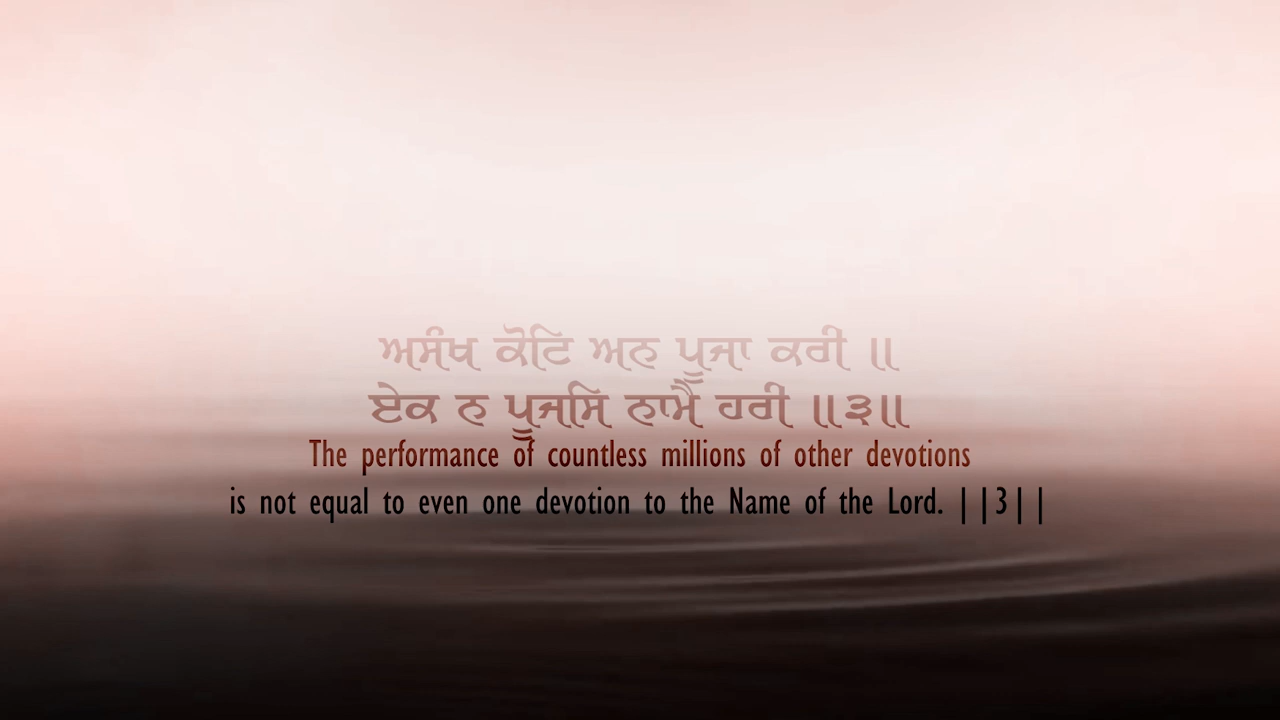 ਅਸੰਖ ਕੋਟਿ ਅਨ ਪੂਜਾ ਕਰੀ ॥
ਏਕ ਨ ਪੂਜਸਿ ਨਾਮੈ ਹਰੀ ॥੩॥
The performance of countless millions of other devotions
is not equal to even one devotion to the Name of the Lord. ||3||